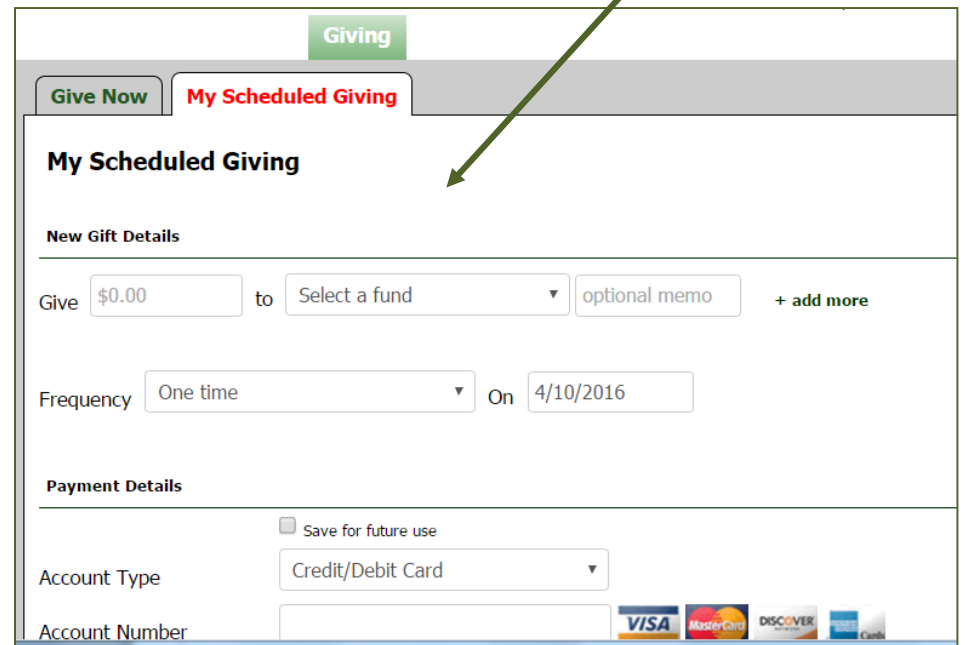 Giving
Give Now My Scheduled Giving
My Scheduled Giving
New Gift Details
Give $0.00 to Select a fund optional memo + add more
Frequency One time On 4/10/2016
Payment Details
Save for future use
Account Type Credit/Debit Card
Account Number VISA MasterCard DISCOVER Cards